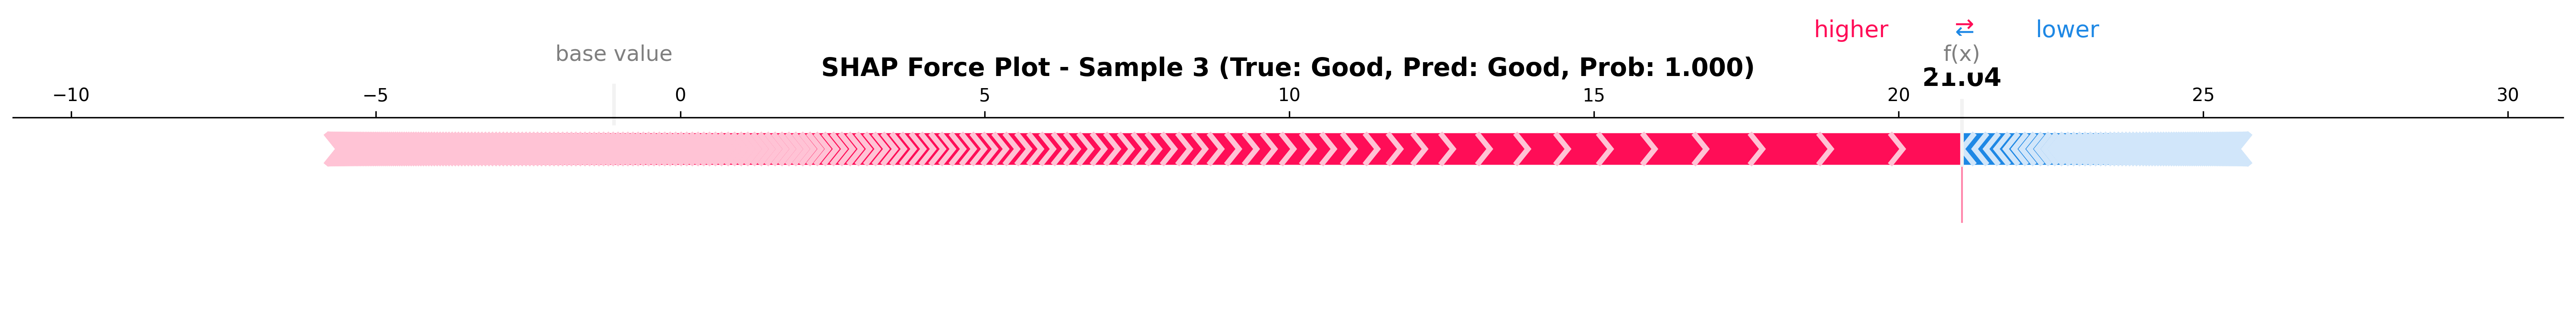 higher ⇄ lower
base value f(x)
SHAP Force Plot - Sample 3 (True: Good, Pred: Good, Prob: 1.000)
21.04
−10 −5 0 5 10 15 20 25 30